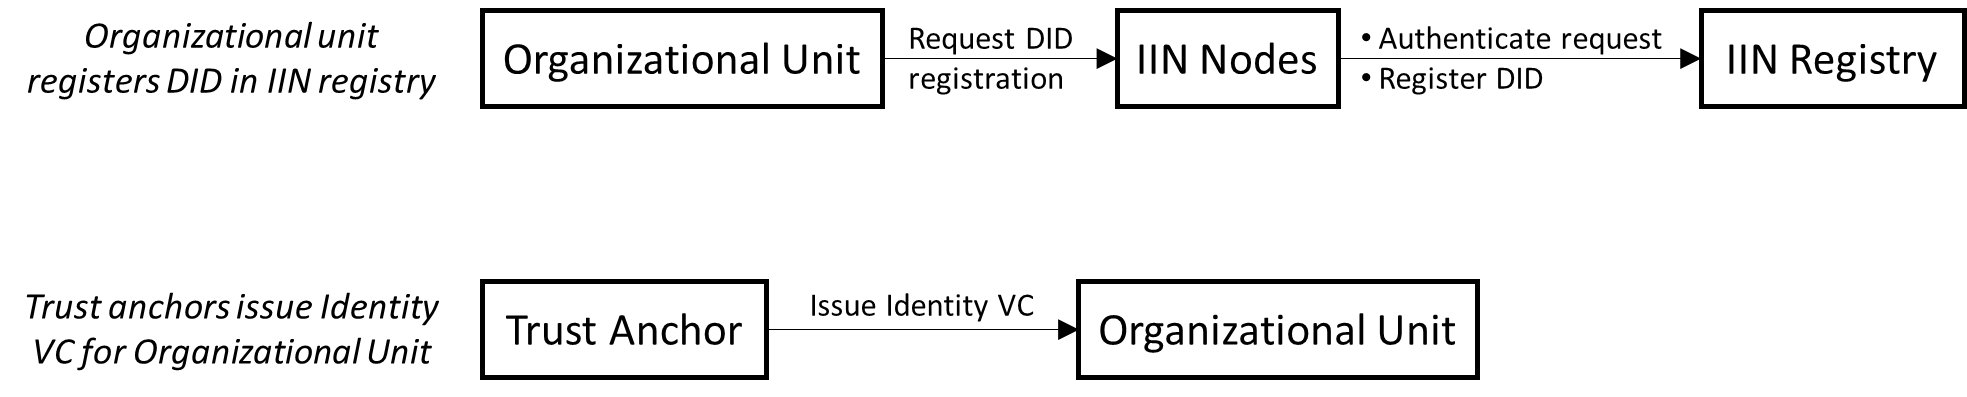 Organizational unit
registers DID in IIN registry
Organizational Unit
Request DID
registration
IIN Nodes
• Authenticate request
• Register DID
IIN Registry
Trust anchors issue Identity
VC for Organizational Unit
Trust Anchor
Issue Identity VC
Organizational Unit